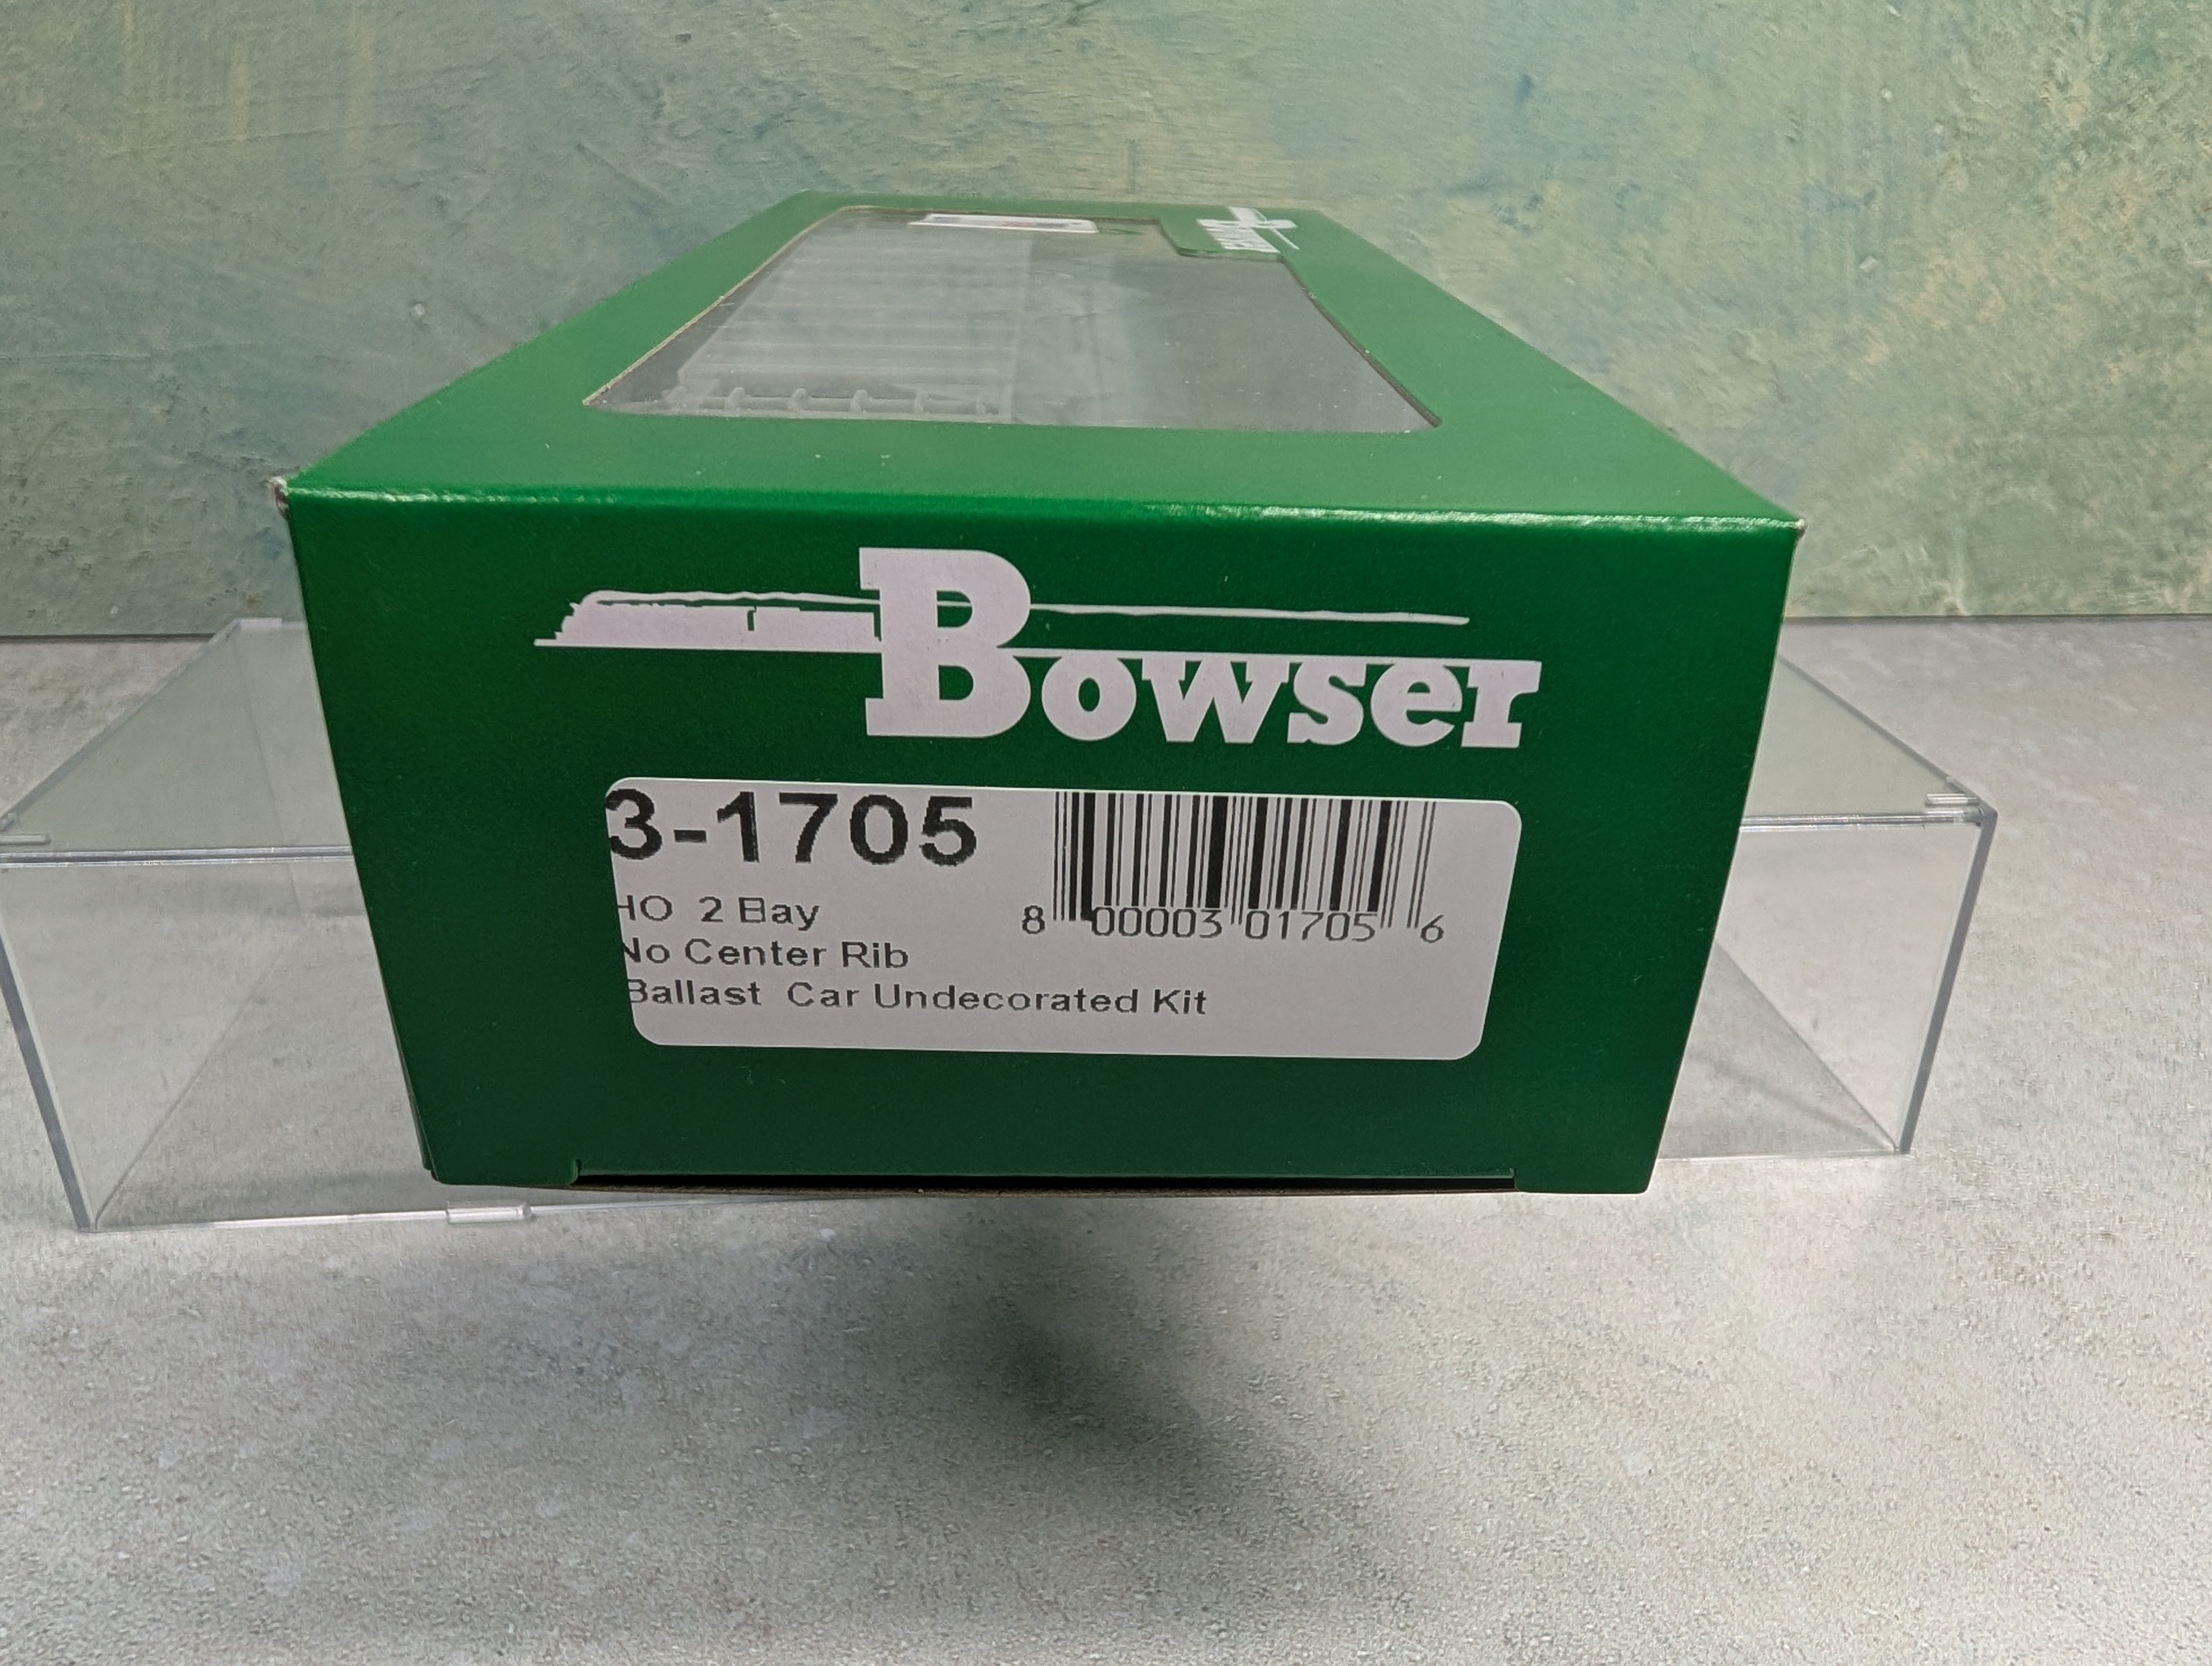 Bowser
3-1705
HO 2 Bay
No Center Rib
Ballast Car Undecorated Kit
8 00003 01705 6